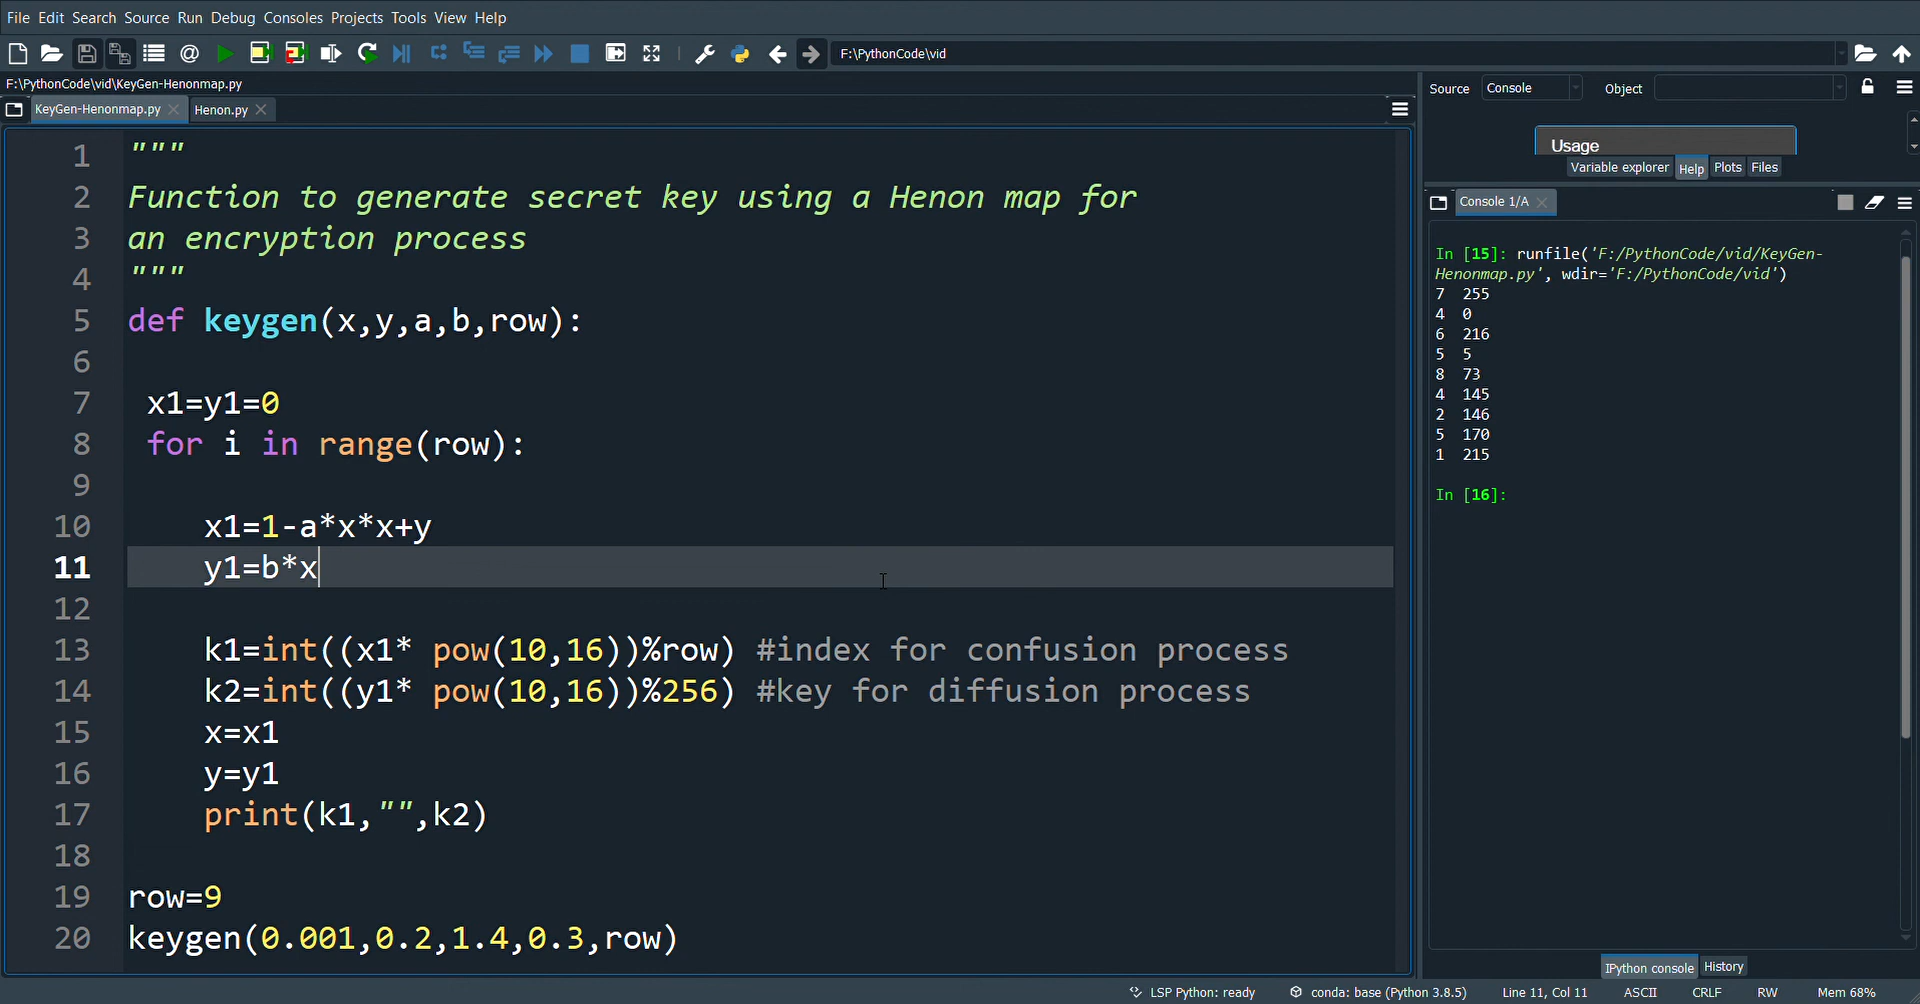 File Edit Search Source Run Debug Consoles Projects Tools View Help
F:\PythonCode\vid
F:\PythonCode\vid\KeyGen-Henonmap.py
KeyGen-Henonmap.py Henon.py
1 """
2 Function to generate secret key using a Henon map for
3 an encryption process
4 """
5 def keygen(x,y,a,b,row):
6
7 x1=y1=0
8 for i in range(row):
9
10 x1=1-a*x*x+y
11 y1=b*x
12
13 k1=int((x1* pow(10,16))%row) #index for confusion process
14 k2=int((y1* pow(10,16))%256) #key for diffusion process
15 x=x1
16 y=y1
17 print(k1,"",k2)
18
19 row=9
20 keygen(0.001,0.2,1.4,0.3,row)
Source Console Object
Usage
Variable explorer Help Plots Files
Console 1/A
In [15]: runfile('F:/PythonCode/vid/KeyGen-
Henonmap.py', wdir='F:/PythonCode/vid')
7 255
4 0
6 216
5 5
8 73
4 145
2 146
5 170
1 215
In [16]:
IPython console History
LSP Python: ready conda: base (Python 3.8.5) Line 11, Col 11 ASCII CRLF RW Mem 68%